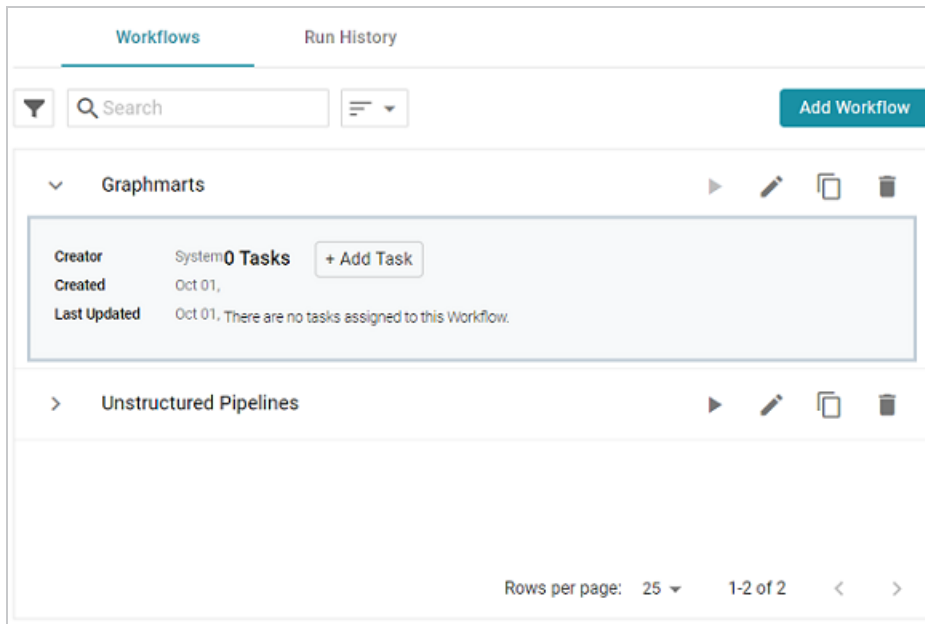 Workflows Run History
Search Add Workflow
Graphmarts
Creator System 0 Tasks + Add Task
Created Oct 01,
Last Updated Oct 01, There are no tasks assigned to this Workflow.
Unstructured Pipelines
Rows per page: 25 1-2 of 2